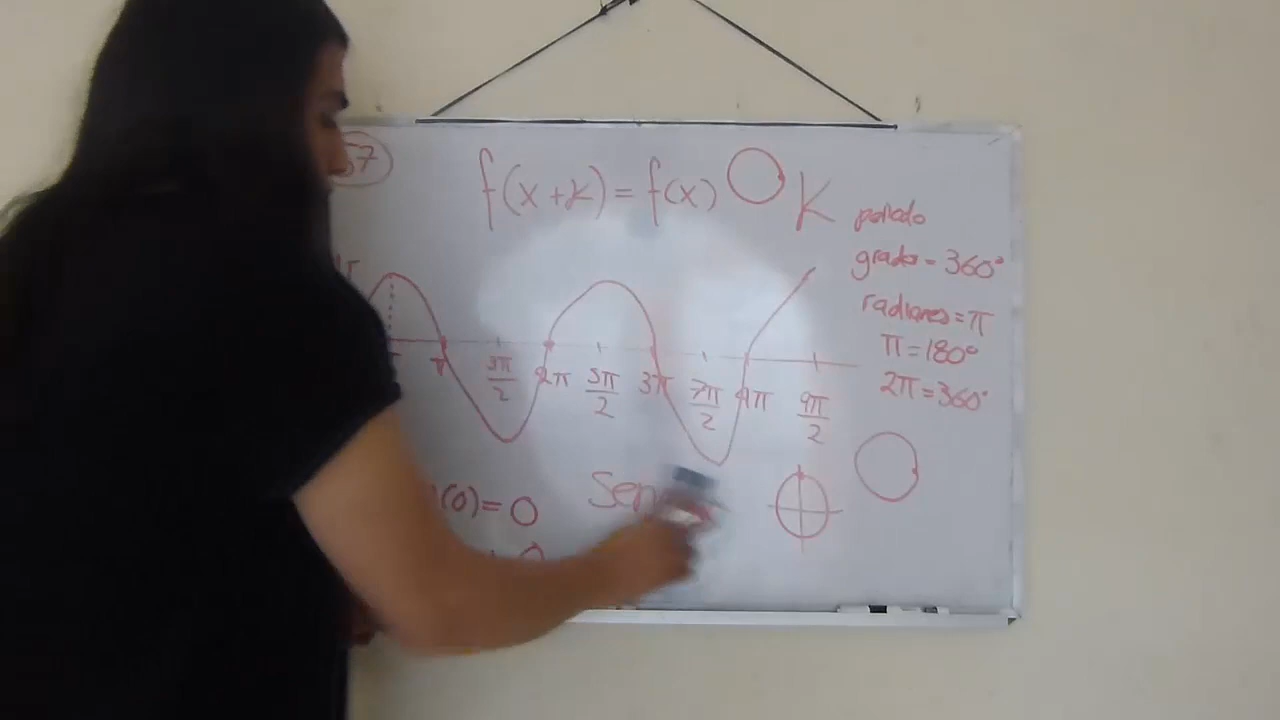 57
f(x+k)=f(x) K periodo
grado = 360°
radianes = π
π = 180°
2π = 360°
π 3π/2 2π 5π/2 3π 7π/2 4π 9π/2
(0)= 0
Sen